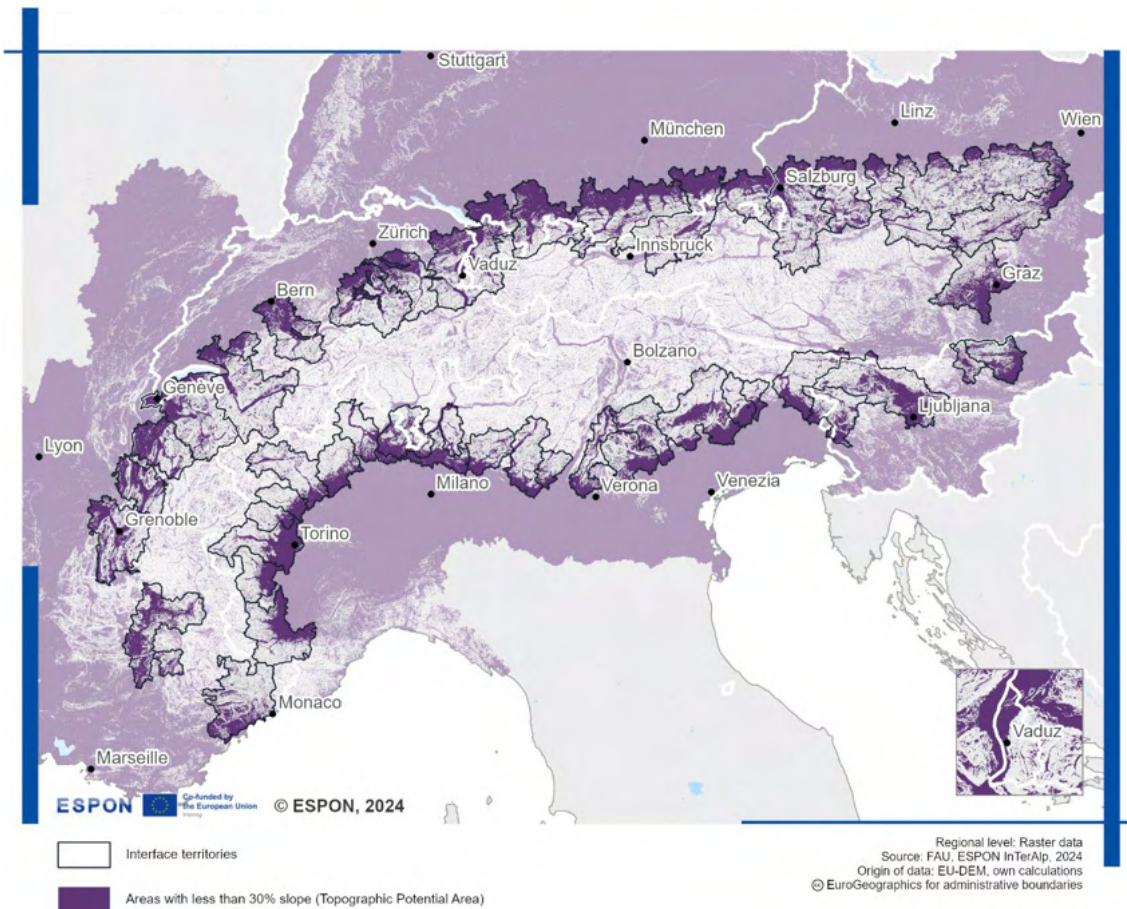 Stuttgart
Linz
Wien
München
Salzburg
Zürich
Innsbruck
Vaduz
Graz
Bern
Bolzano
Genève
Ljubljana
Lyon
Milano
Verona
Venezia
Grenoble
Torino
Monaco
Vaduz
Marseille
ESPON
Co-funded by
the European Union
Interreg
© ESPON, 2024
Interface territories
Areas with less than 30% slope (Topographic Potential Area)
Regional level: Raster data
Source: FAU, ESPON InTerAlp, 2024
Origin of data: EU-DEM, own calculations
(cc) EuroGeographics for administrative boundaries